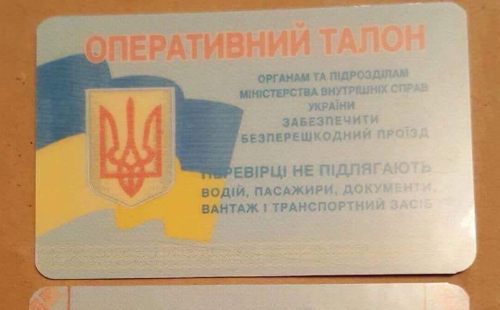 ОПЕРАТИВНИЙ ТАЛОН
ОРГАНАМ ТА ПІДРОЗДІЛАМ
МІНІСТЕРСТВА ВНУТРІШНІХ СПРАВ
УКРАЇНИ
ЗАБЕЗПЕЧИТИ
БЕЗПЕРЕШКОДНИЙ ПРОЇЗД
ПЕРЕВІРЦІ НЕ ПІДЛЯГАЮТЬ
ВОДІЙ, ПАСАЖИРИ, ДОКУМЕНТИ,
ВАНТАЖ І ТРАНСПОРТНИЙ ЗАСІБ